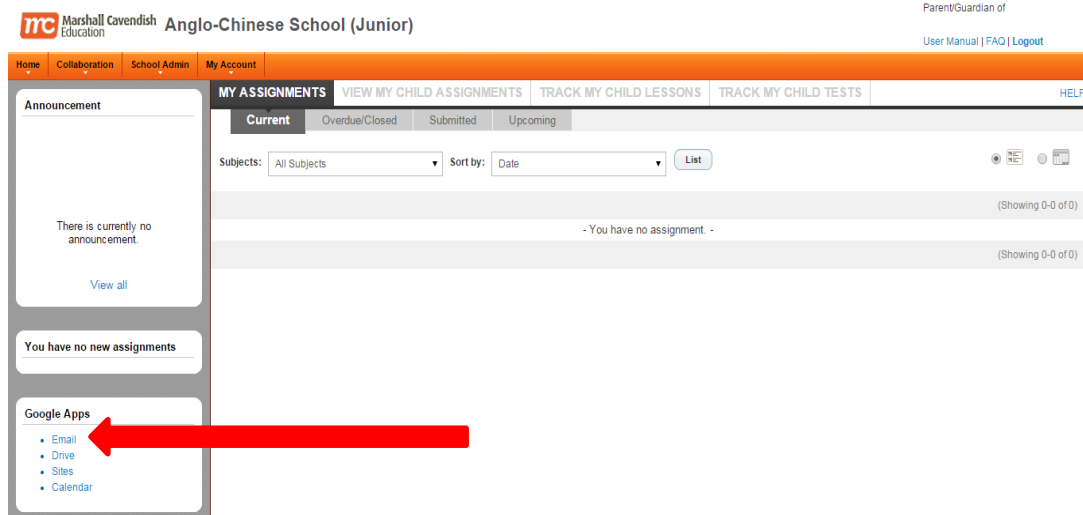 mc Marshall Cavendish Education
Anglo-Chinese School (Junior)
Parent/Guardian of
User Manual | FAQ | Logout
Home Collaboration School Admin My Account
Announcement
There is currently no
announcement.
View all
You have no new assignments
Google Apps
• Email
• Drive
• Sites
• Calendar
MY ASSIGNMENTS VIEW MY CHILD ASSIGNMENTS TRACK MY CHILD LESSONS TRACK MY CHILD TESTS HELP
Current Overdue/Closed Submitted Upcoming
Subjects: All Subjects Sort by: Date List
(Showing 0-0 of 0)
- You have no assignment. -
(Showing 0-0 of 0)